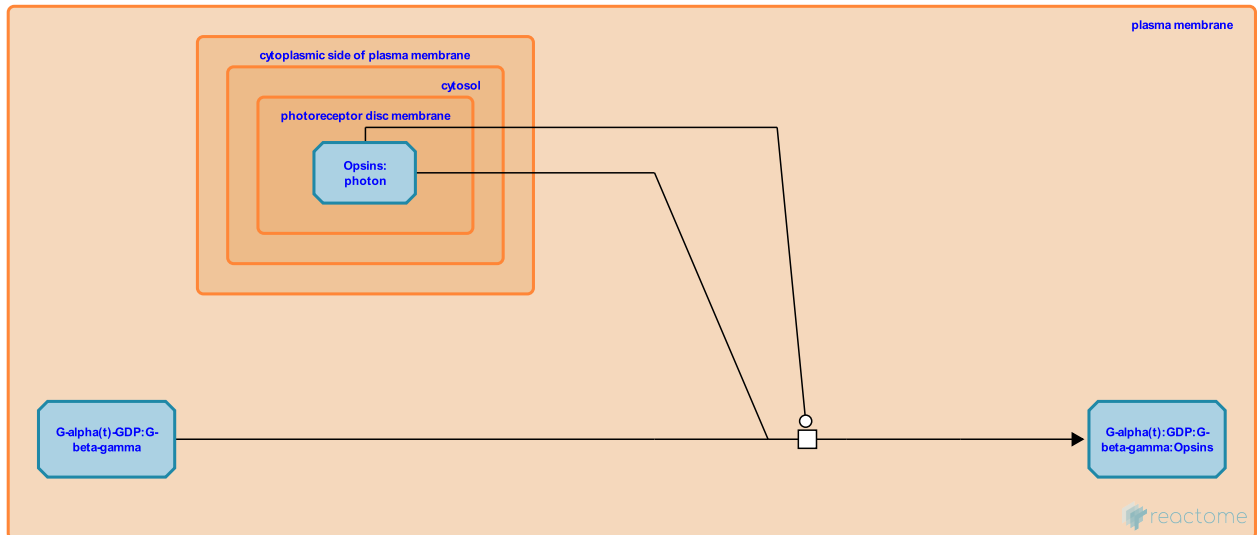 plasma membrane
cytoplasmic side of plasma membrane
cytosol
photoreceptor disc membrane
Opsins:
photon
G-alpha(t)-GDP:G-
beta-gamma
G-alpha(t):GDP:G-
beta-gamma:Opsins
reactome